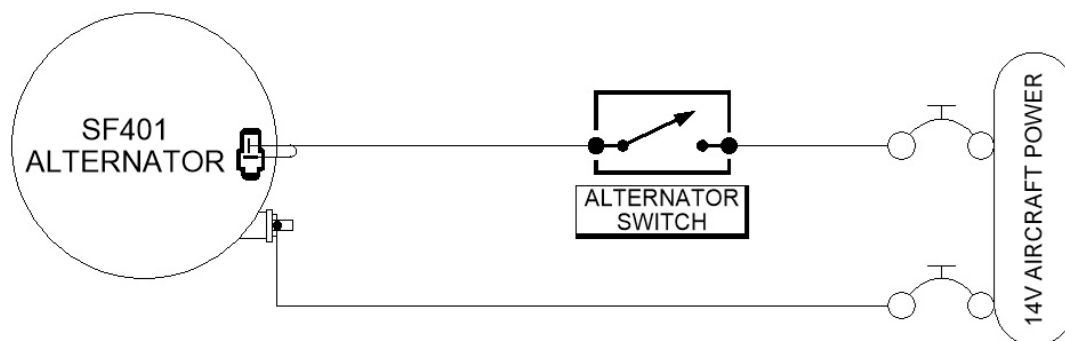 SF401
ALTERNATOR
ALTERNATOR
SWITCH
14V AIRCRAFT POWER